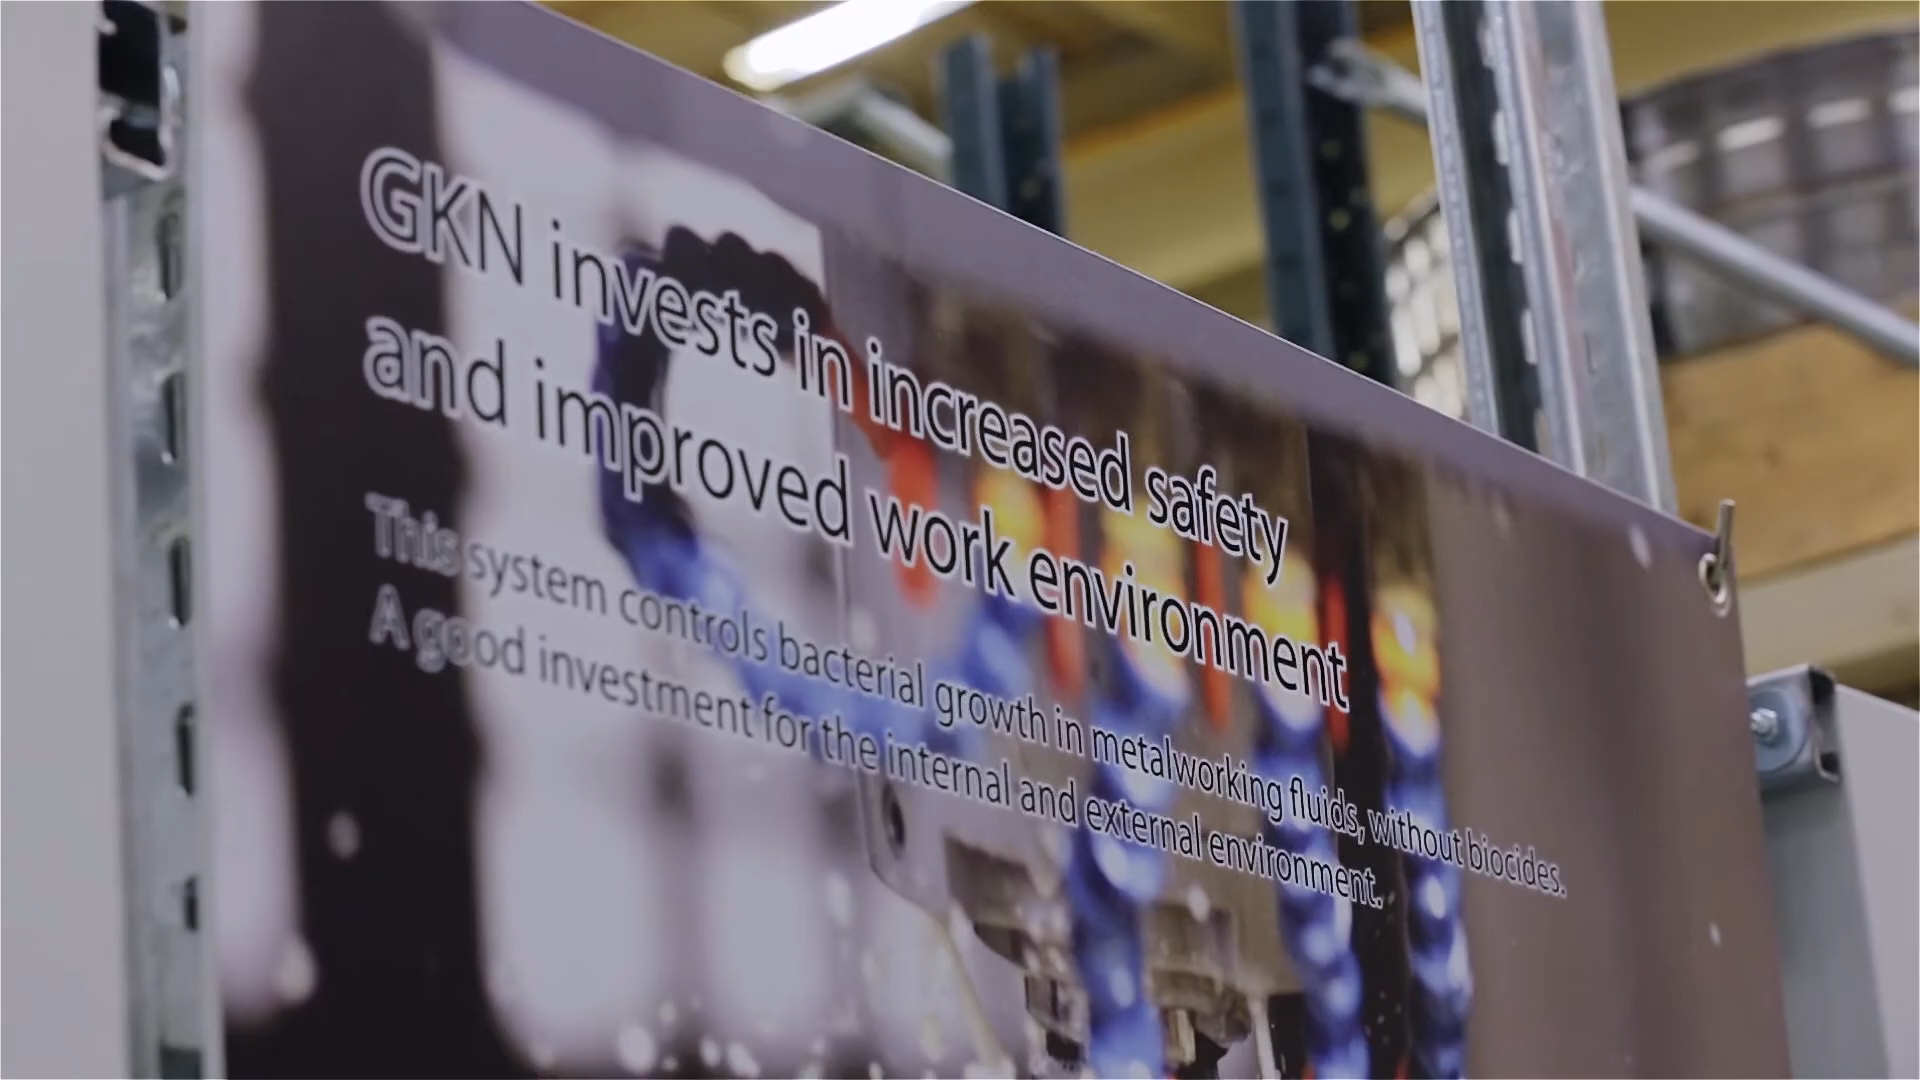 GKN invests in increased safety
and improved work environment
This system controls bacterial growth in metalworking fluids, without biocides.
A good investment for the internal and external environment.